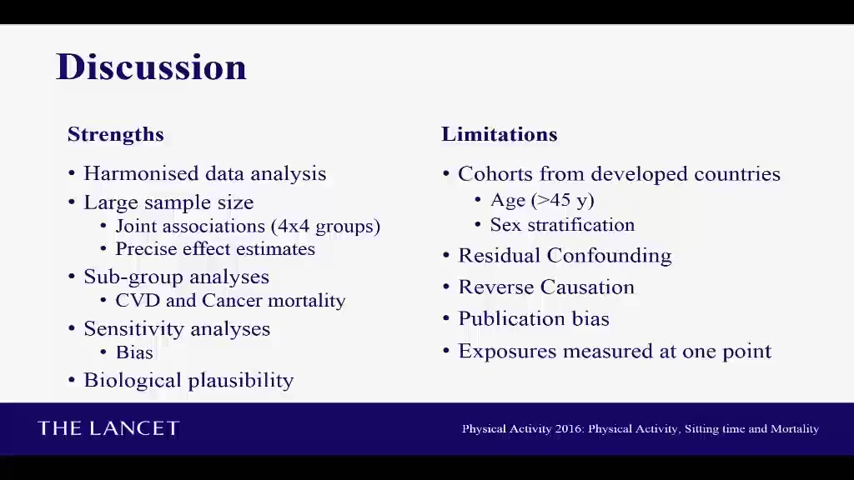 Discussion
Strengths
• Harmonised data analysis
• Large sample size
• Joint associations (4x4 groups)
• Precise effect estimates
• Sub-group analyses
• CVD and Cancer mortality
• Sensitivity analyses
• Bias
• Biological plausibility
Limitations
• Cohorts from developed countries
• Age (>45 y)
• Sex stratification
• Residual Confounding
• Reverse Causation
• Publication bias
• Exposures measured at one point
THE LANCET
Physical Activity 2016: Physical Activity, Sitting time and Mortality